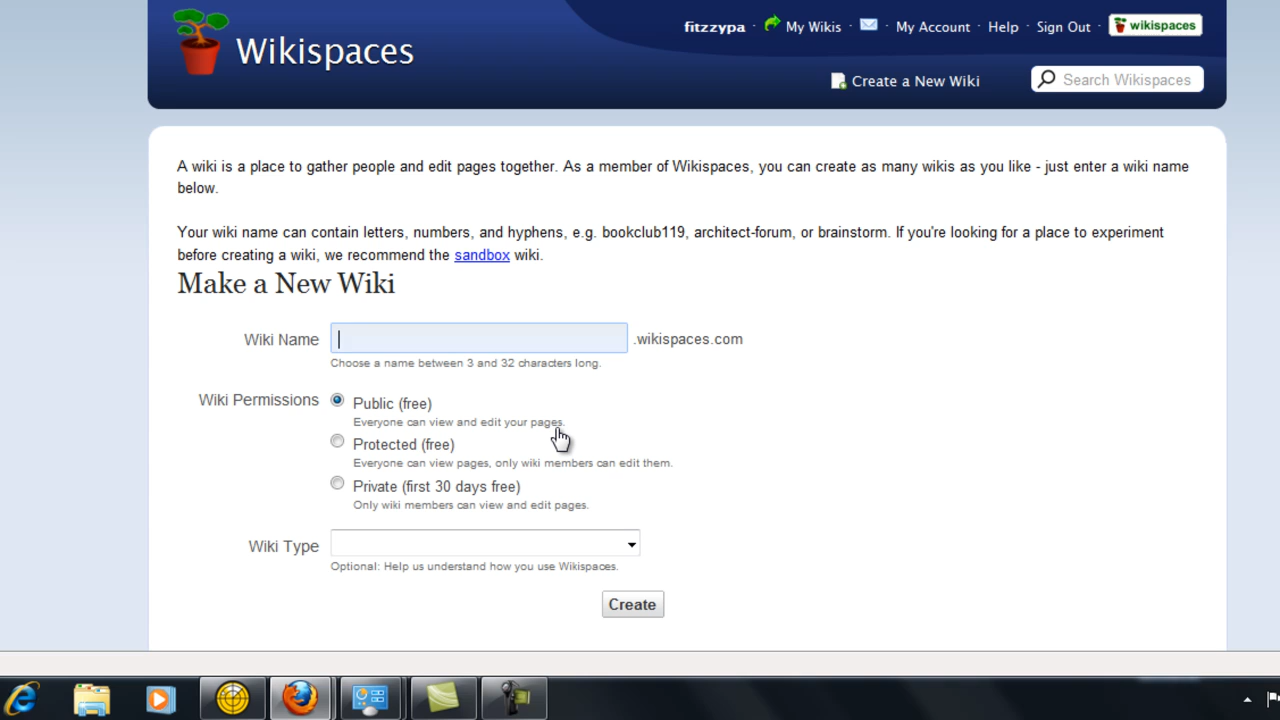 fitzzypa · My Wikis · My Account · Help · Sign Out · wikispaces
Wikispaces
Create a New Wiki
Search Wikispaces
A wiki is a place to gather people and edit pages together. As a member of Wikispaces, you can create as many wikis as you like - just enter a wiki name
below.
Your wiki name can contain letters, numbers, and hyphens, e.g. bookclub119, architect-forum, or brainstorm. If you're looking for a place to experiment
before creating a wiki, we recommend the sandbox wiki.
Make a New Wiki
Wiki Name .wikispaces.com
Choose a name between 3 and 32 characters long.
Wiki Permissions Public (free)
Everyone can view and edit your pages.
Protected (free)
Everyone can view pages, only wiki members can edit them.
Private (first 30 days free)
Only wiki members can view and edit pages.
Wiki Type
Optional: Help us understand how you use Wikispaces.
Create